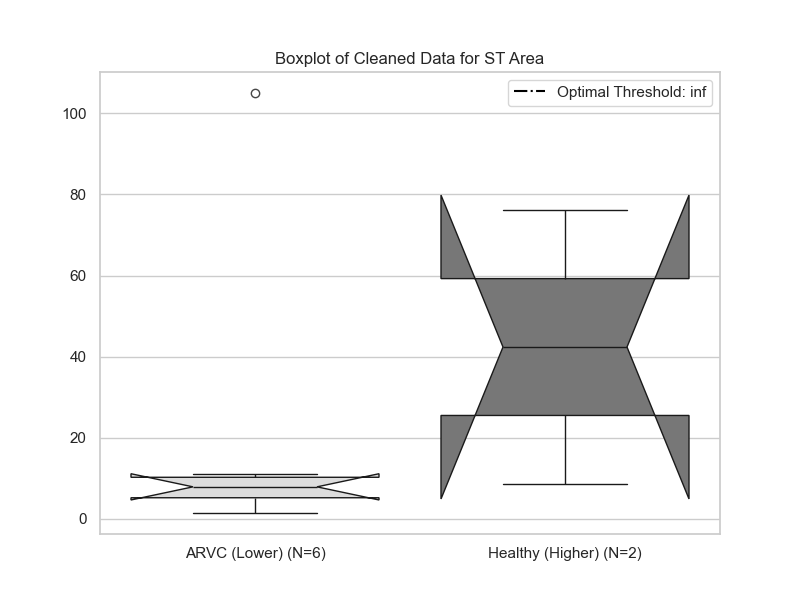 Boxplot of Cleaned Data for ST Area
Optimal Threshold: inf
100
80
60
40
20
0
ARVC (Lower) (N=6)
Healthy (Higher) (N=2)